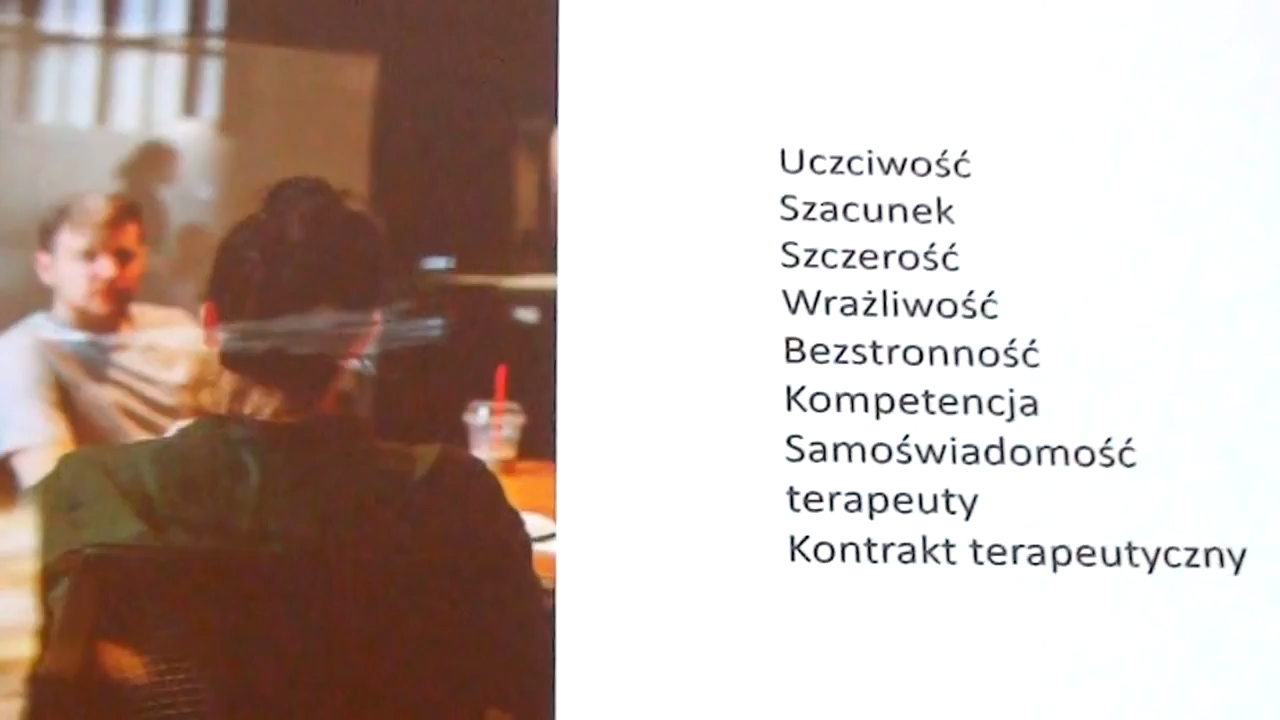 Uczciwość
Szacunek
Szczerość
Wrażliwość
Bezstronność
Kompetencja
Samoświadomość
terapeuty
Kontrakt terapeutyczny